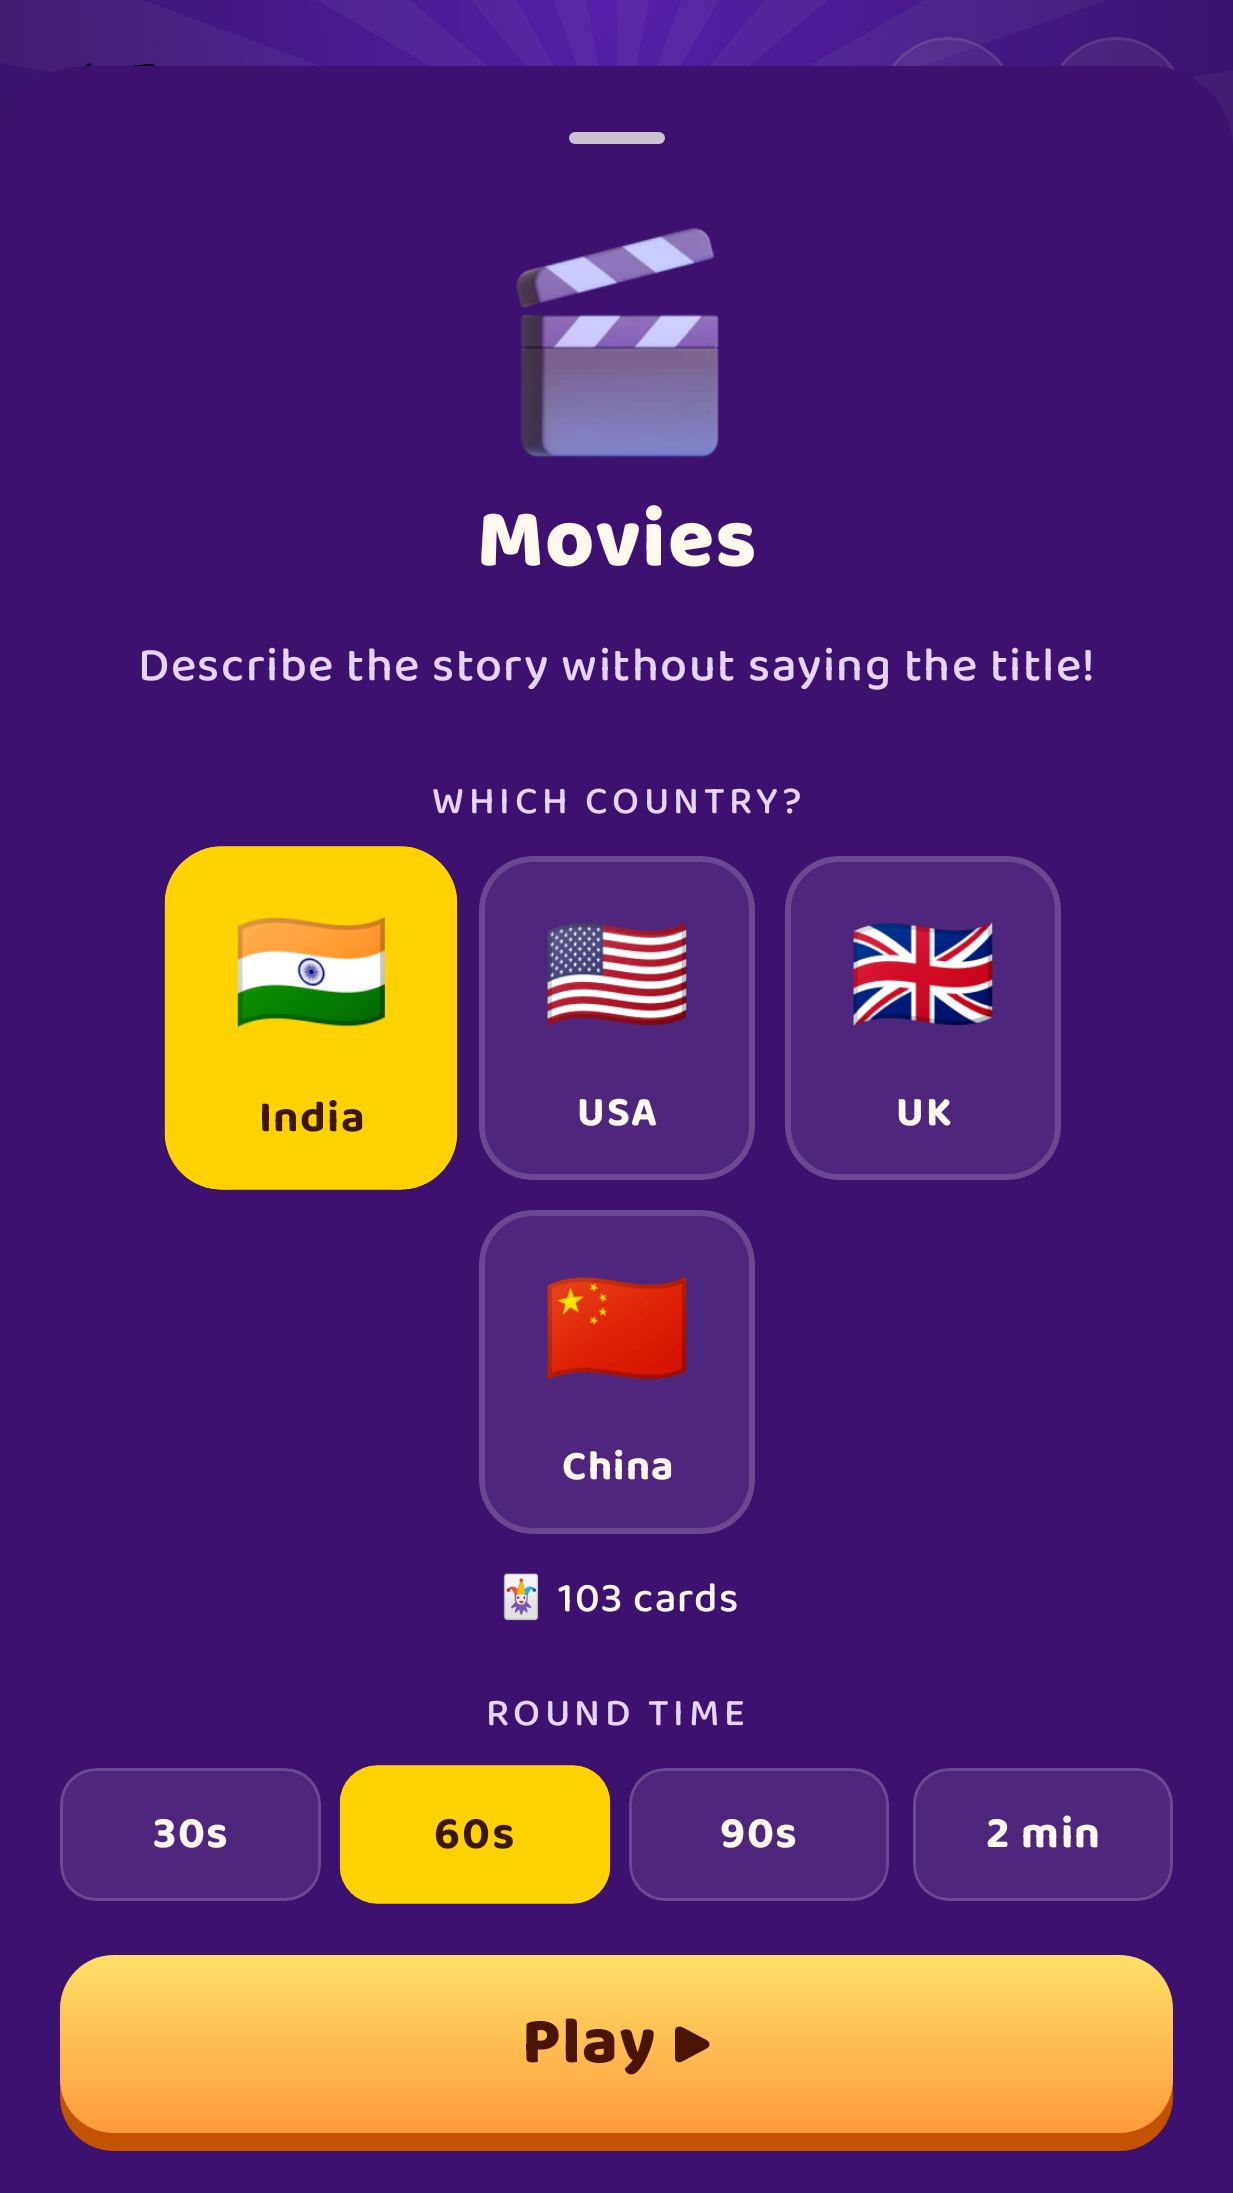 Movies
Describe the story without saying the title!
WHICH COUNTRY?
India
USA
UK
China
103 cards
ROUND TIME
30s
60s
90s
2 min
Play